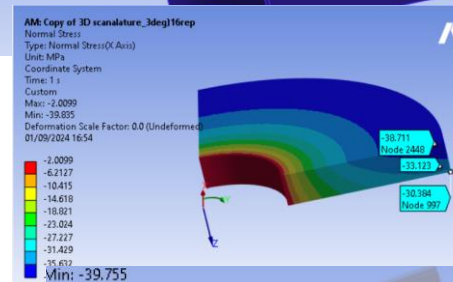 AM: Copy of 3D scanalature_3deg)16rep
Normal Stress
Type: Normal Stress(X Axis)
Unit: MPa
Coordinate System
Time: 1 s
Custom
Max: -2.0099
Min: -39.835
Deformation Scale Factor: 0.0 (Undeformed)
01/09/2024 16:54
-2.0099
-6.2127
-10.415
-14.618
-18.821
-23.024
-27.227
-31.429
-35.632
Min: -39.755
-38.711
Node 2448
-33.123
-30.384
Node 997
Y
Z